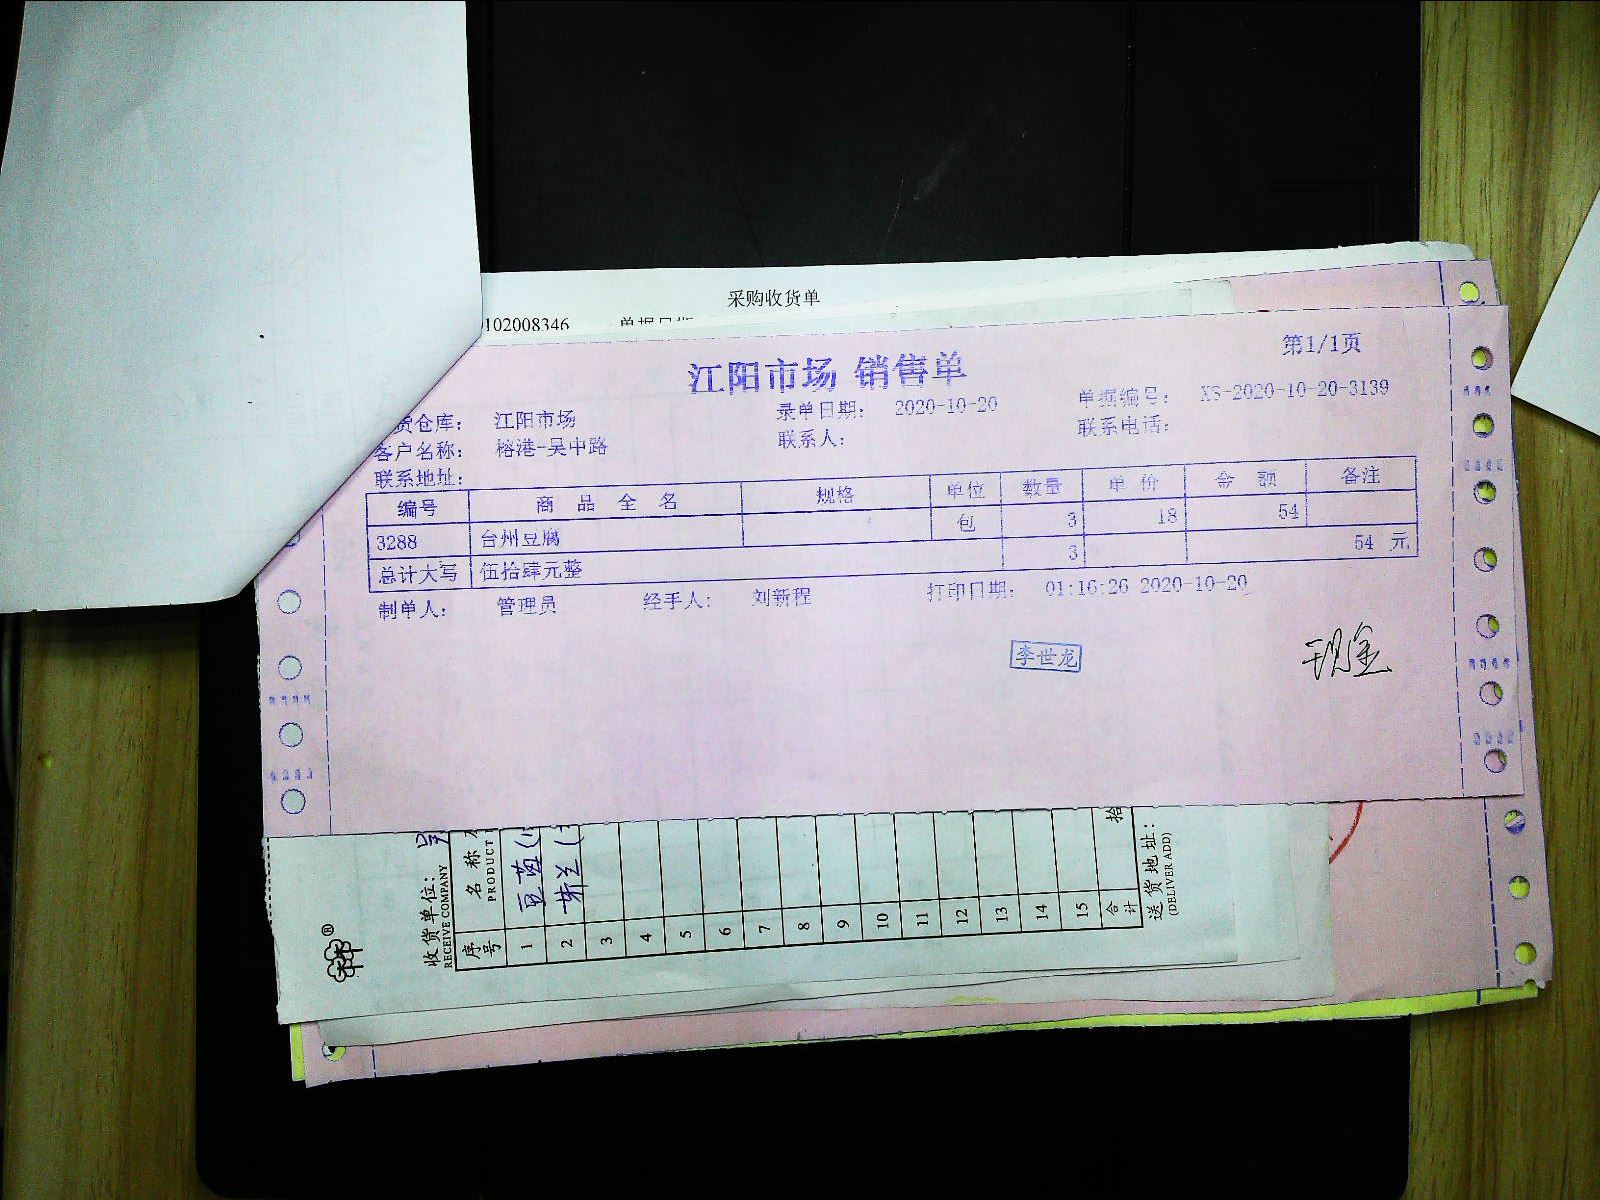 采购收货单
102008346 单据日期
江阳市场 销售单
第1/1页
货仓库： 江阳市场 录单日期： 2020-10-20 单据编号： XS-2020-10-20-3139
客户名称： 榕港-吴中路 联系人： 联系电话：
联系地址：
编号 商品全名 规格 单位 数量 单价 金额 备注
3288 台州豆腐 包 3 18 54
总计大写 伍拾肆元整 3 54 元
制单人： 管理员 经手人： 刘新程 打印日期： 01:16:26 2020-10-20
李世龙
现金
收货单位：
RECEIVE COMPANY
序号 名称
PRODUCT
1
2
3
4
5
6
7
8
9
10
11
12
13
14
15
合计 拾
送货地址：
(DELIVER ADD)